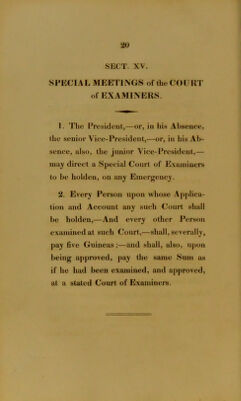 20
SECT. XV.
SPECIAL MEETINGS of the COURT
of EXAMINERS.
1. The President,—or, in his Absence,
the senior Vice-President,—or, in his Ab-
sence, also, the junior Vice-President,—
may direct a Special Court of Examiners
to be holden, on any Emergency.
2. Every Person upon whose Applica-
tion and Account any such Court shall
be holden,—And every other Person
examined at such Court,—shall, severally,
pay five Guineas;—and shall, also, upon
being approved, pay the same Sum as
if he had been examined, and approved,
at a stated Court of Examiners.